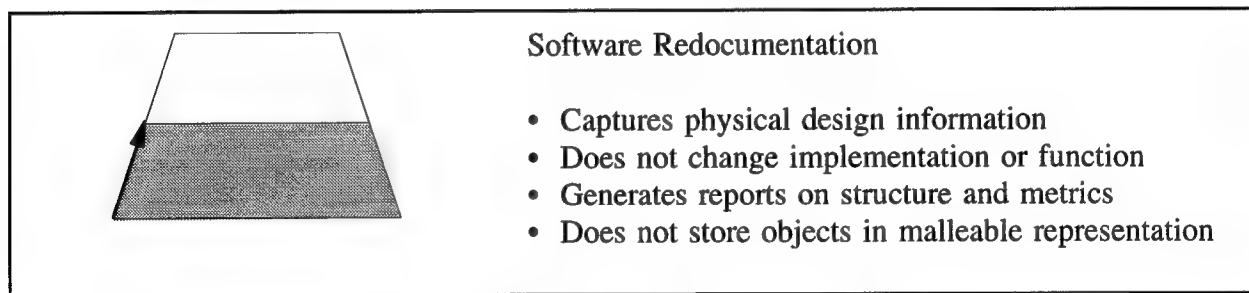 Software Redocumentation
• Captures physical design information
• Does not change implementation or function
• Generates reports on structure and metrics
• Does not store objects in malleable representation